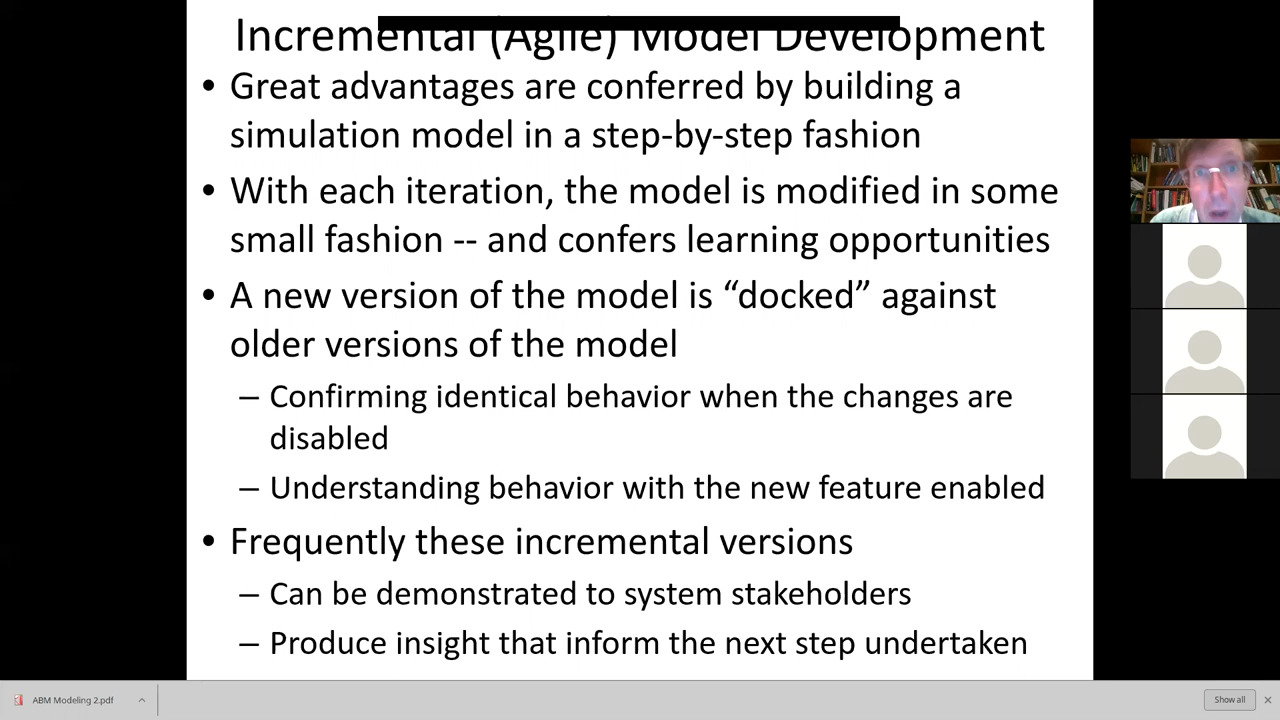 Incremental (Agile) Model Development
• Great advantages are conferred by building a
simulation model in a step-by-step fashion
• With each iteration, the model is modified in some
small fashion -- and confers learning opportunities
• A new version of the model is “docked” against
older versions of the model
– Confirming identical behavior when the changes are
disabled
– Understanding behavior with the new feature enabled
• Frequently these incremental versions
– Can be demonstrated to system stakeholders
– Produce insight that inform the next step undertaken
ABM Modeling 2.pdf
Show all